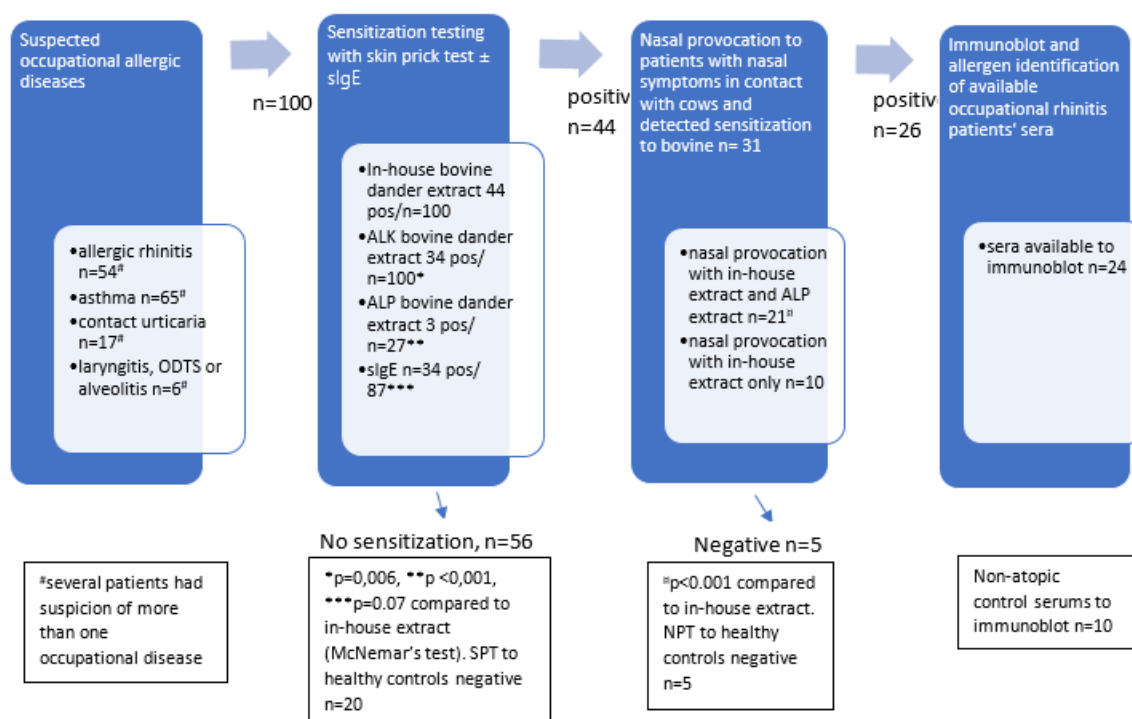 Suspected
occupational allergic
diseases
n=100
•allergic rhinitis
n=54#
•asthma n=65#
•contact urticaria
n=17#
•laryngitis, ODTS or
alveolitis n=6#
#several patients had
suspicion of more
than one
occupational disease
Sensitization testing
with skin prick test ±
sIgE
positiv
n=44
•In-house bovine
dander extract 44
pos/n=100
•ALK bovine dander
extract 34 pos/
n=100*
•ALP bovine dander
extract 3 pos/
n=27**
•sIgE n=34 pos/
87***
No sensitization, n=56
*p=0,006, **p <0,001,
***p=0.07 compared to
in-house extract
(McNemar's test). SPT to
healthy controls negative
n=20
Nasal provocation to
patients with nasal
symptoms in contact
with cows and
detected sensitization
to bovine n= 31
positiv
n=26
•nasal provocation
with in-house
extract and ALP
extract n=21¤
•nasal provocation
with in-house
extract only n=10
Negative n=5
¤p<0.001 compared
to in-house extract.
NPT to healthy
controls negative
n=5
Immunoblot and
allergen identification
of available
occupational rhinitis
patients' sera
•sera available to
immunoblot n=24
Non-atopic
control serums to
immunoblot n=10